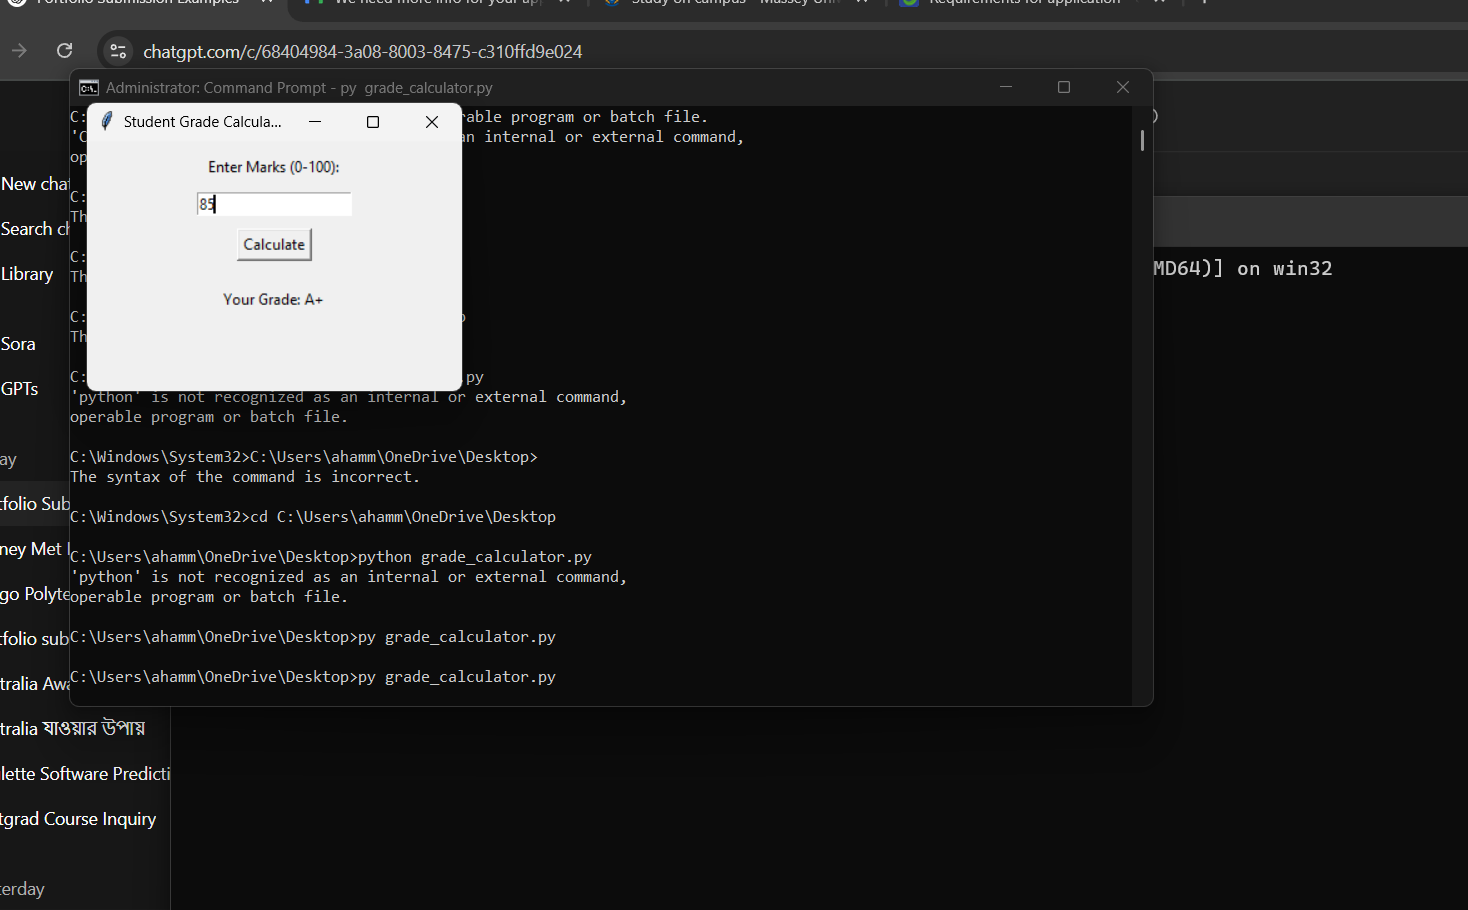 Portfolio Submission Examples
We need more info for your app
Study on campus - Massey Uni
Requirements for application
chatgpt.com/c/68404984-3a08-8003-8475-c310ffd9e024
Administrator: Command Prompt - py grade_calculator.py
Student Grade Calcula...
Enter Marks (0-100):
85
Calculate
Your Grade: A+
C:
rable program or batch file.
'C
an internal or external command,
op
C:
Th
C:
Th
C:
Th
C:
.py
'python' is not recognized as an internal or external command,
operable program or batch file.
C:\Windows\System32>C:\Users\ahamm\OneDrive\Desktop>
The syntax of the command is incorrect.
C:\Windows\System32>cd C:\Users\ahamm\OneDrive\Desktop
C:\Users\ahamm\OneDrive\Desktop>python grade_calculator.py
'python' is not recognized as an internal or external command,
operable program or batch file.
C:\Users\ahamm\OneDrive\Desktop>py grade_calculator.py
C:\Users\ahamm\OneDrive\Desktop>py grade_calculator.py
MD64)] on win32
New chat
Search ch
Library
Sora
GPTs
ay
tfolio Sub
ney Met
go Polyte
tfolio sub
tralia Awa
tralia যাওয়ার উপায়
lette Software Predicti
tgrad Course Inquiry
terday